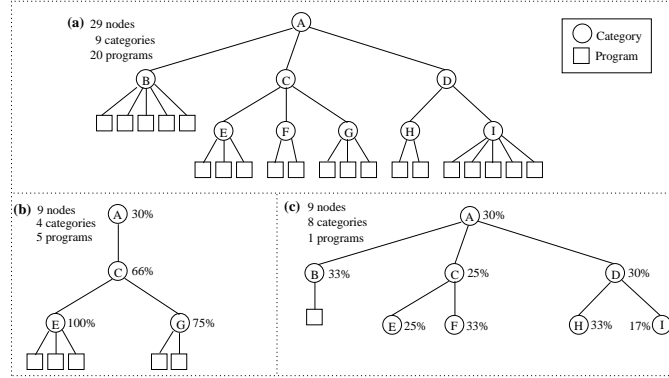 (a) 29 nodes
9 categories
20 programs
A
Category
Program
B
C
D
E
F
G
H
I
(b) 9 nodes
4 categories
5 programs
A 30%
C 66%
E 100%
G 75%
(c) 9 nodes
8 categories
1 programs
A 30%
B 33%
C 25%
D 30%
E 25%
F 33%
H 33%
17% I